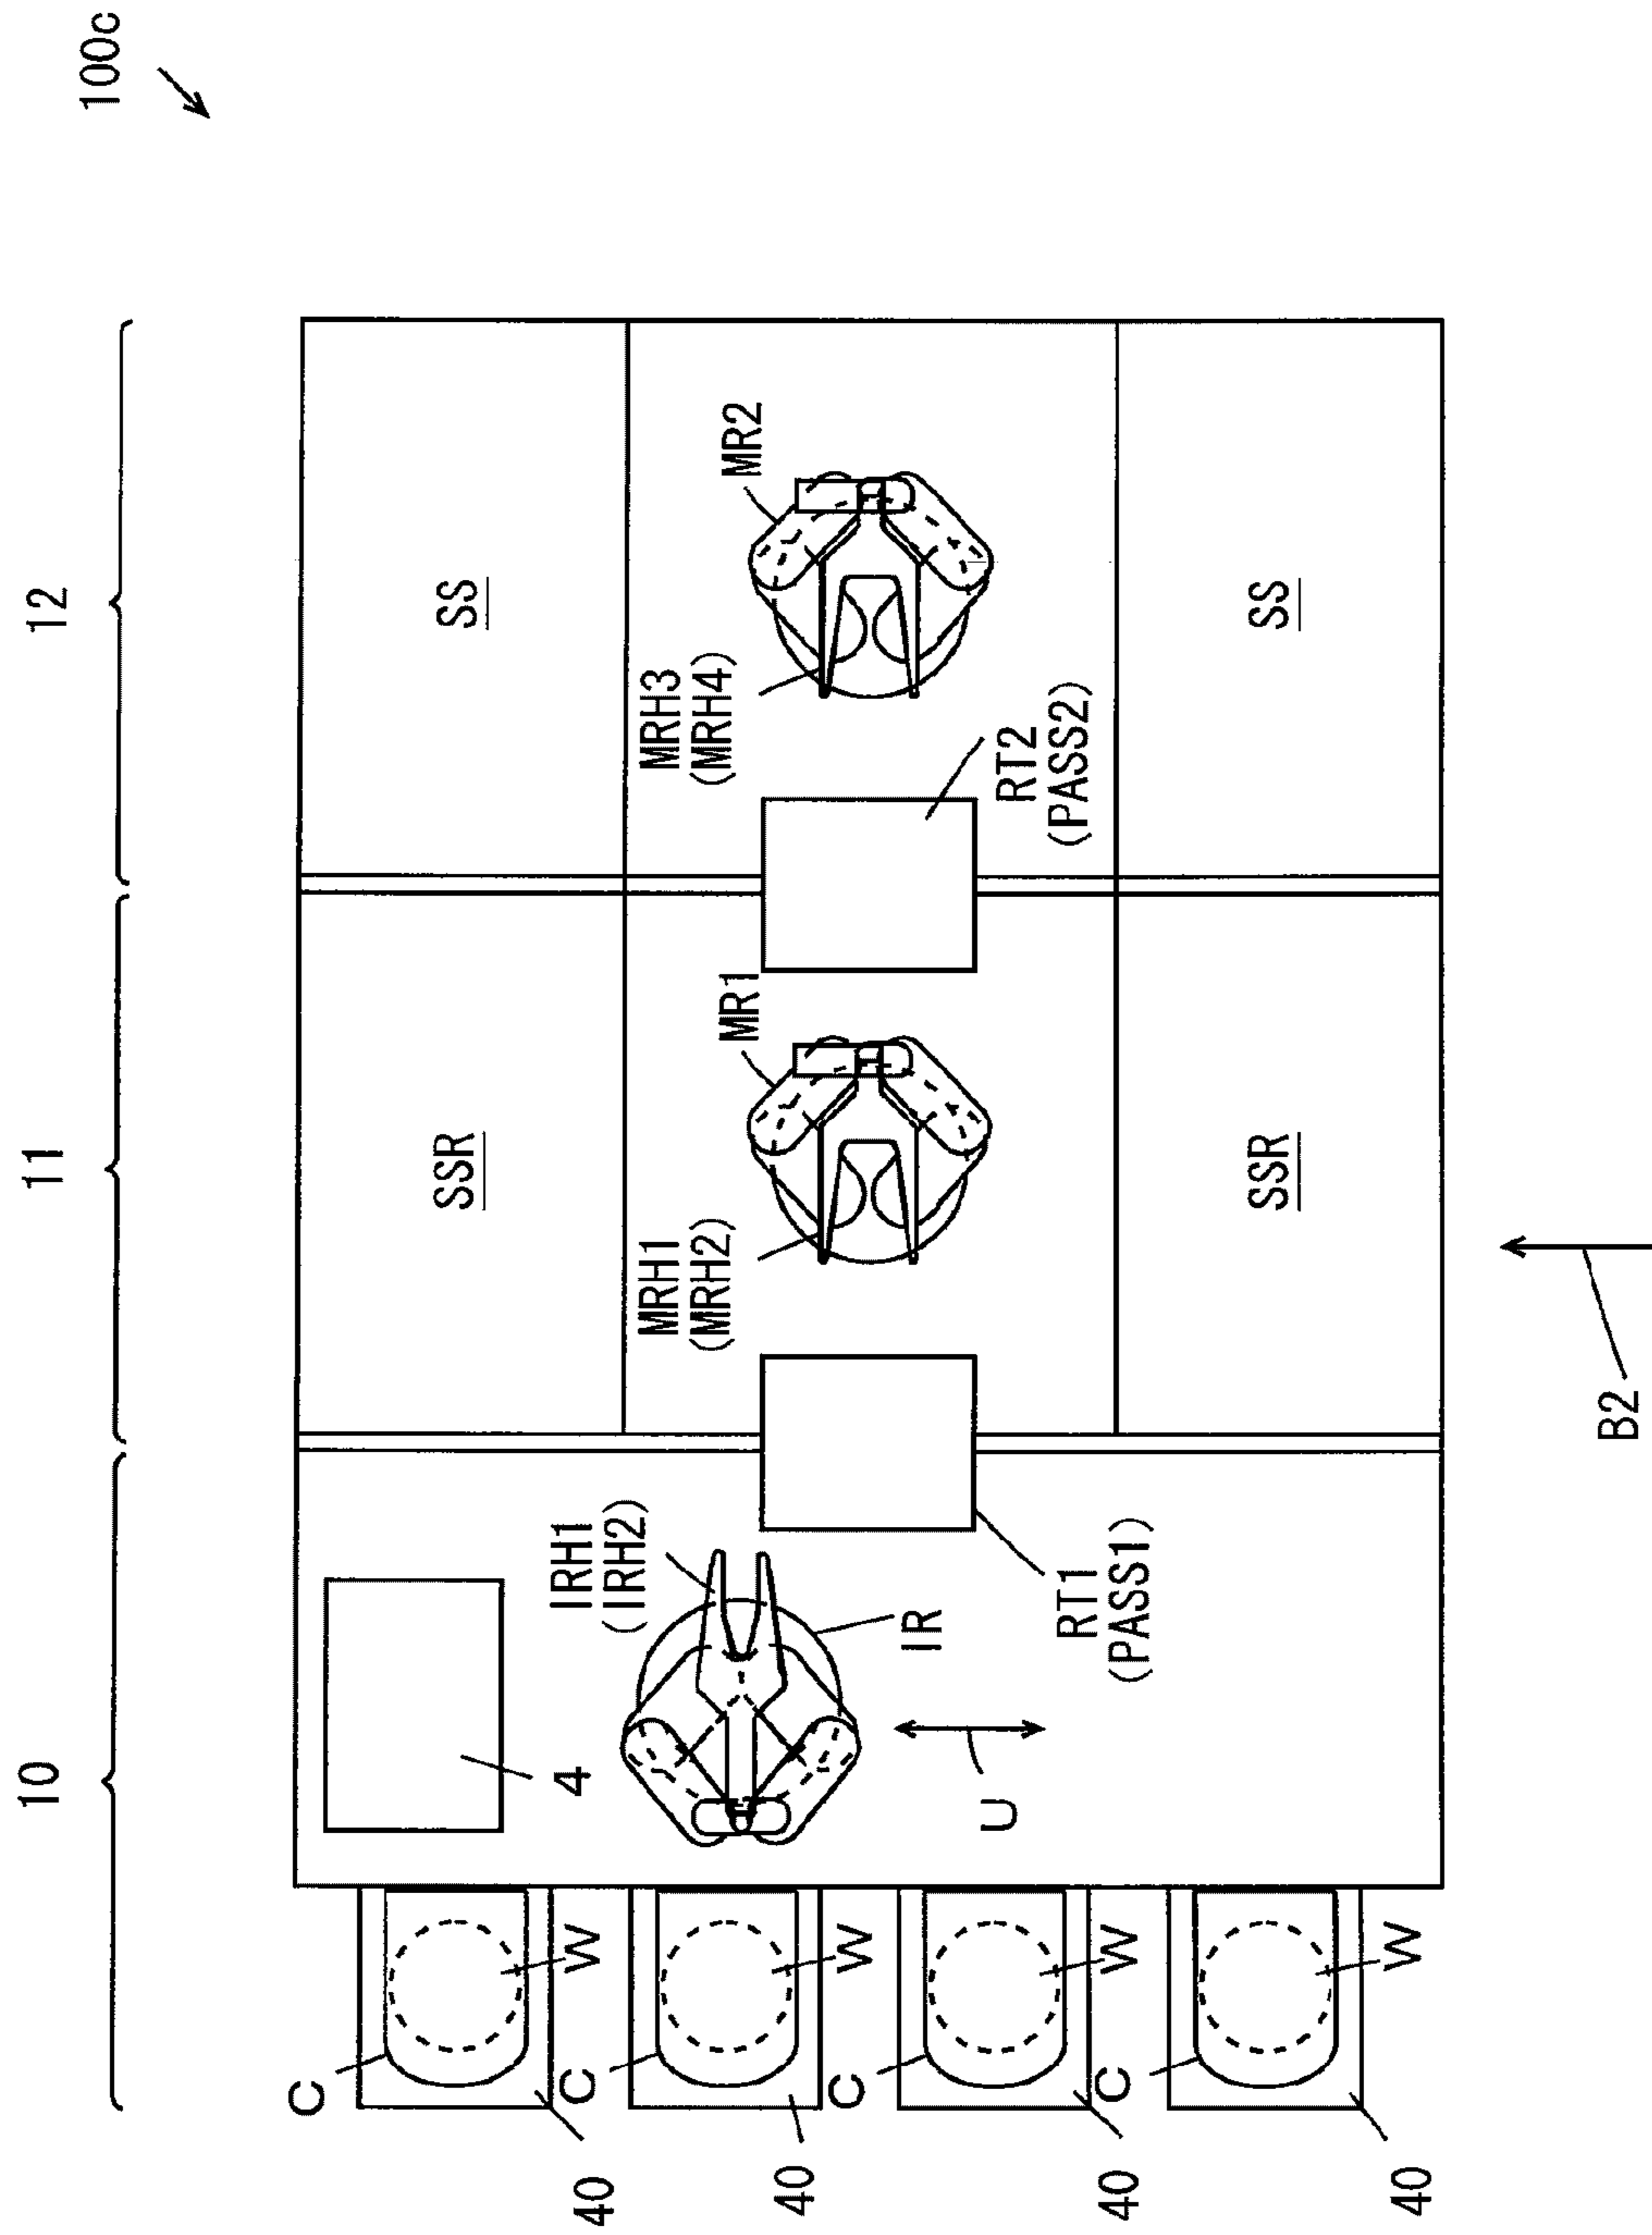 100c
10
11
12
SSR
SS
MR1
MR2
4
IRH1
(IRH2)
MRH1
(MRH2)
MRH3
(MRH4)
IR
U
RT1
(PASS1)
RT2
(PASS2)
SSR
SS
C
W
40
C
W
40
C
W
40
C
W
40
B2